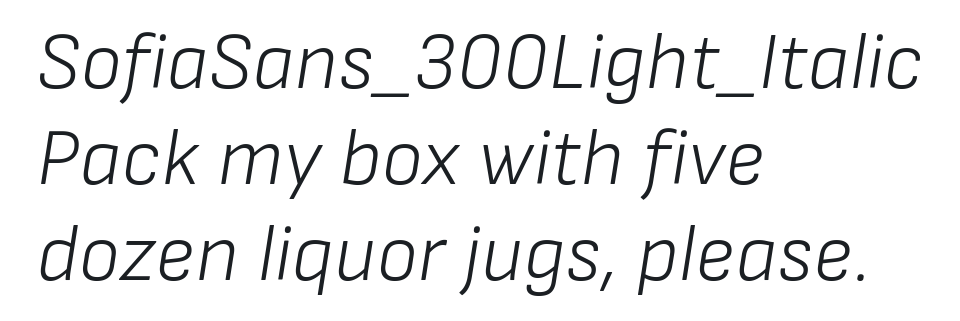 SofiaSans_300Light_Italic
Pack my box with five
dozen liquor jugs, please.